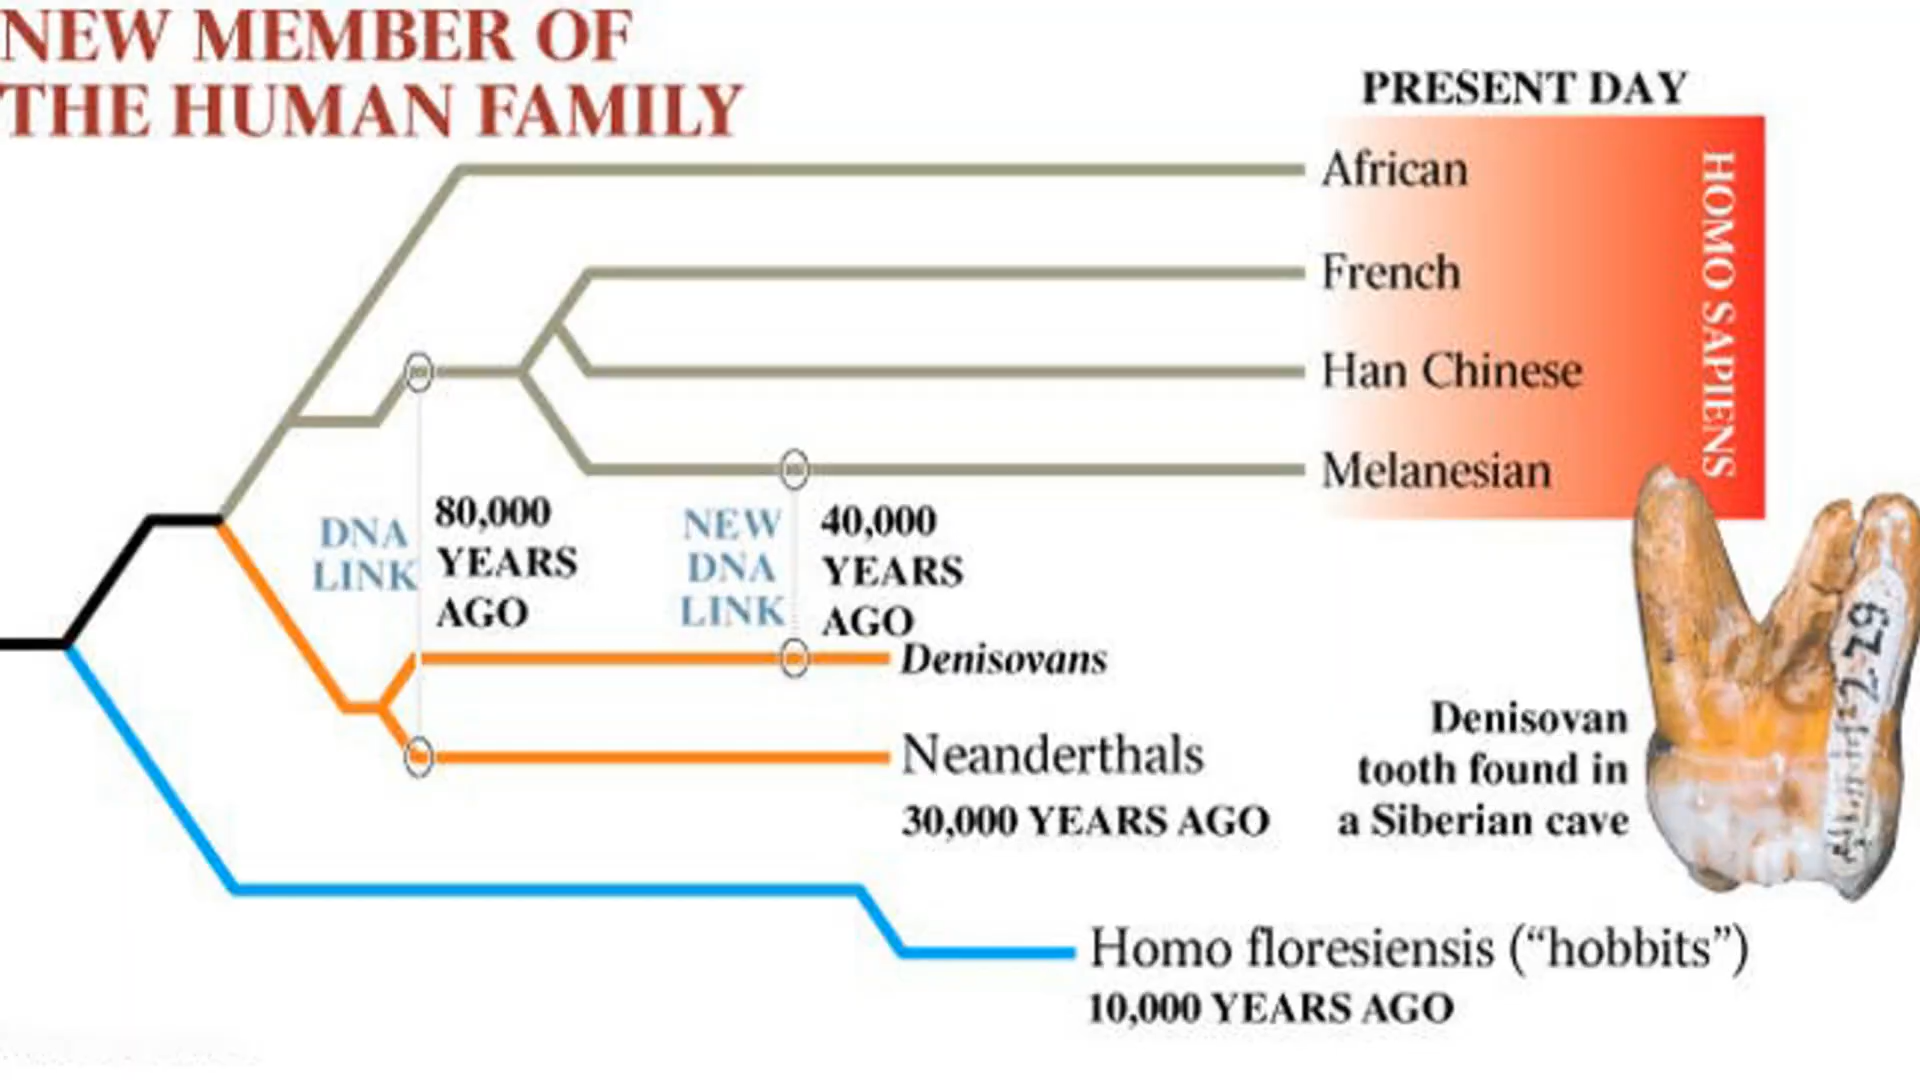 NEW MEMBER OF
THE HUMAN FAMILY
PRESENT DAY
African
French
Han Chinese
Melanesian
HOMO SAPIENS
DNA
LINK
80,000
YEARS
AGO
NEW
DNA
LINK
40,000
YEARS
AGO
Denisovans
Neanderthals
30,000 YEARS AGO
Denisovan
tooth found in
a Siberian cave
Homo floresiensis (“hobbits”)
10,000 YEARS AGO